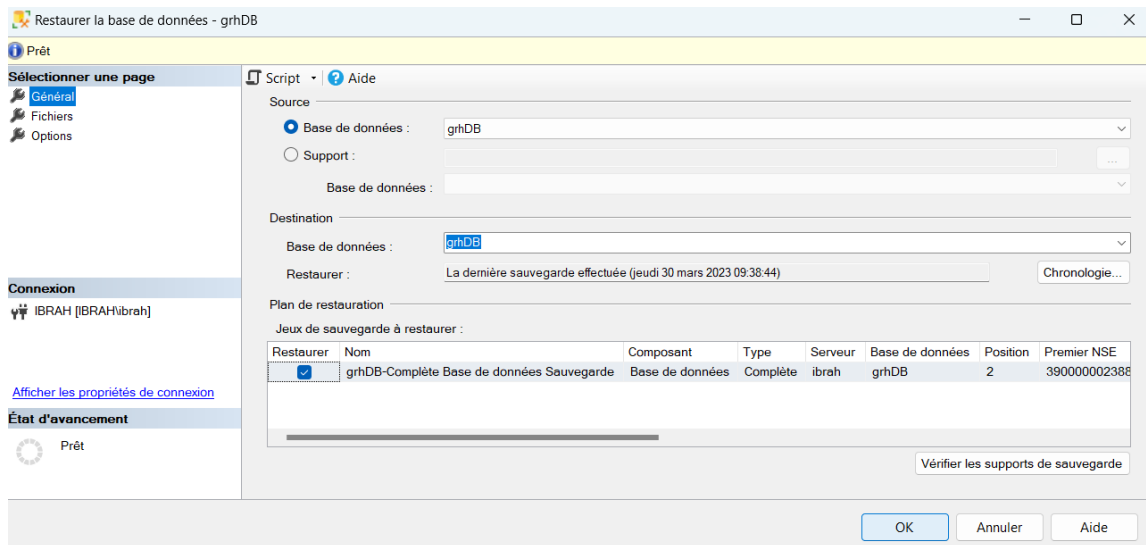 Restaurer la base de données - grhDB
Prêt
Sélectionner une page
Général
Fichiers
Options
Connexion
IBRAH [IBRAH\ibrah]
Afficher les propriétés de connexion
État d'avancement
Prêt
Script Aide
Source
Base de données : grhDB
Support : ...
Base de données :
Destination
Base de données : grhDB
Restaurer : La dernière sauvegarde effectuée (jeudi 30 mars 2023 09:38:44) Chronologie...
Plan de restauration
Jeux de sauvegarde à restaurer :
Restaurer Nom Composant Type Serveur Base de données Position Premier NSE
grhDB-Complète Base de données Sauvegarde Base de données Complète ibrah grhDB 2 390000002388
Vérifier les supports de sauvegarde
OK Annuler Aide